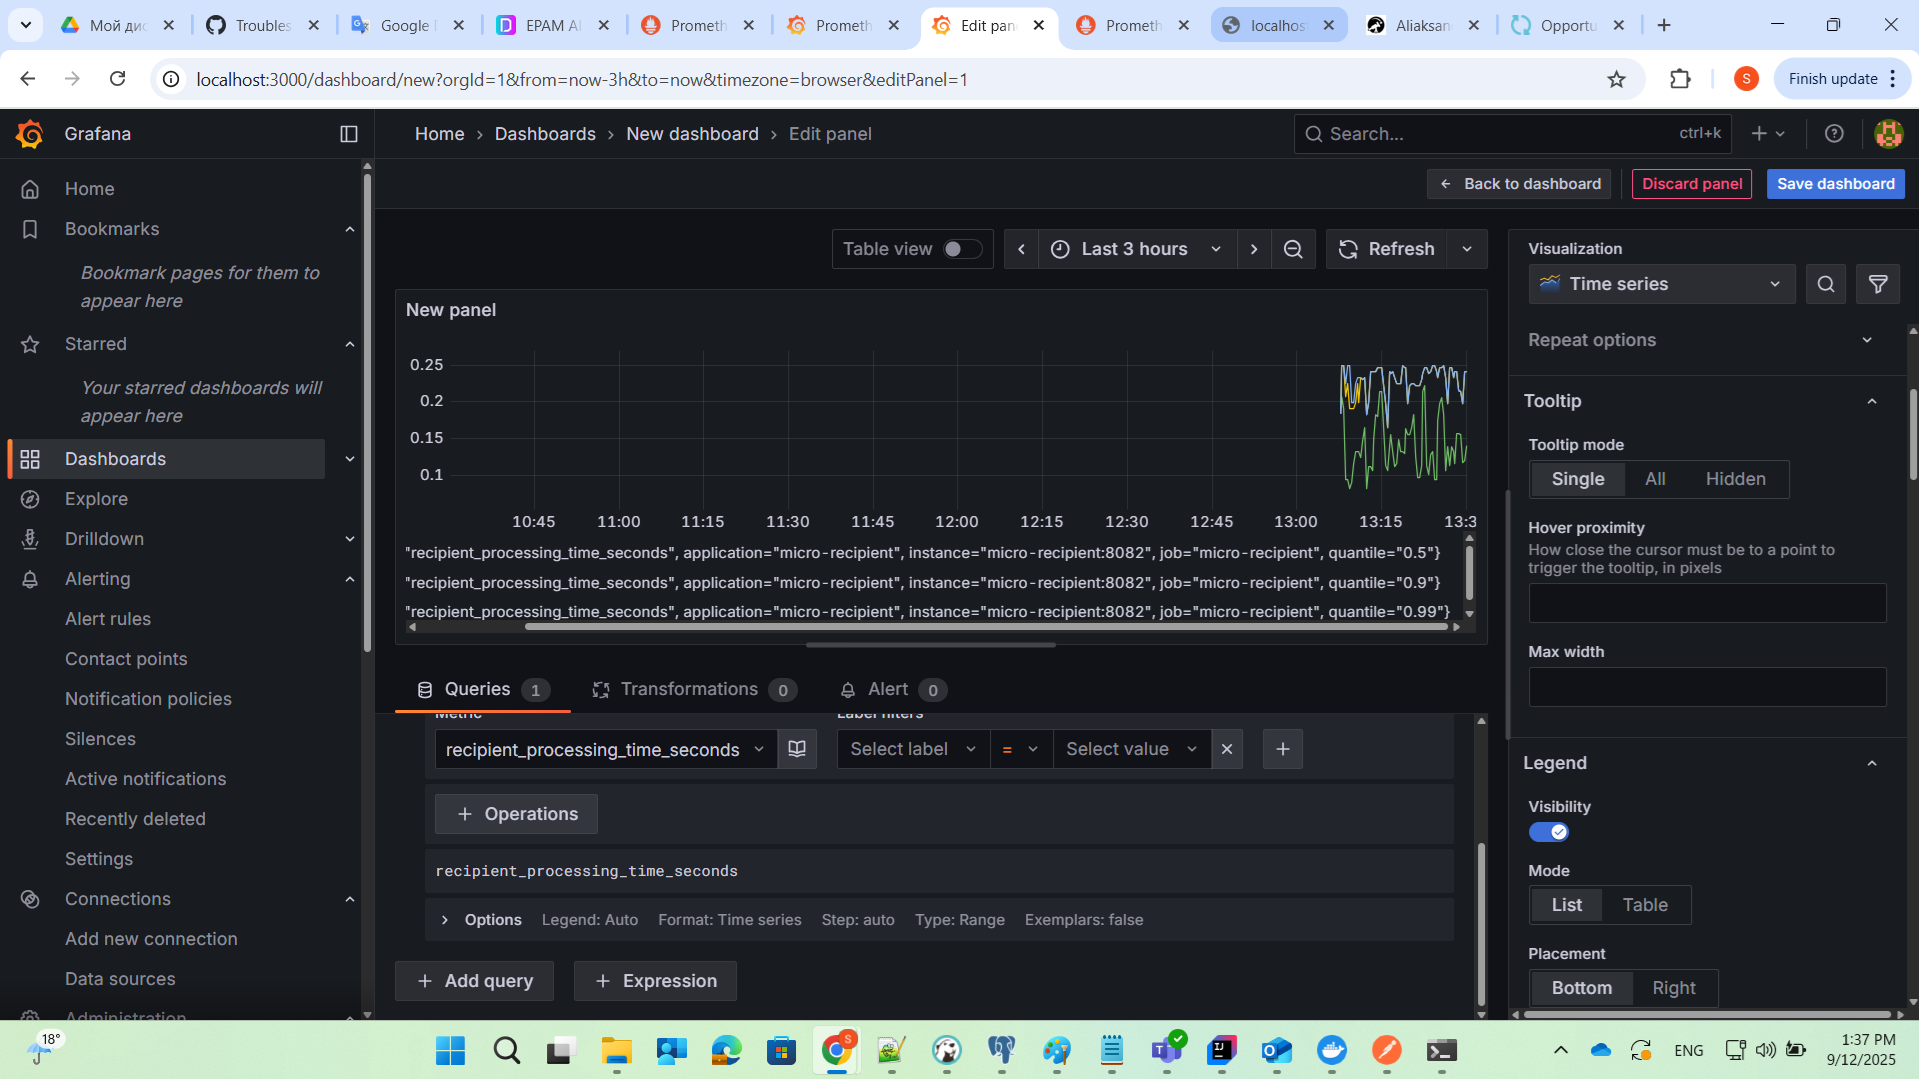 Мой дис
Troubles
Google
EPAM AI
Prometh
Prometh
Edit pan
Prometh
localhos
Aliaksan
Opportu
localhost:3000/dashboard/new?orgId=1&from=now-3h&to=now&timezone=browser&editPanel=1
S
Finish update
Grafana
Home › Dashboards › New dashboard › Edit panel
Search...
ctrl+k
Back to dashboard
Discard panel
Save dashboard
Home
Bookmarks
Bookmark pages for them to
appear here
Starred
Your starred dashboards will
appear here
Dashboards
Explore
Drilldown
Alerting
Alert rules
Contact points
Notification policies
Silences
Active notifications
Recently deleted
Settings
Connections
Add new connection
Data sources
Administration
Table view
Last 3 hours
Refresh
New panel
0.25
0.2
0.15
0.1
10:45 11:00 11:15 11:30 11:45 12:00 12:15 12:30 12:45 13:00 13:15 13:3
"recipient_processing_time_seconds", application="micro-recipient", instance="micro-recipient:8082", job="micro-recipient", quantile="0.5"}
"recipient_processing_time_seconds", application="micro-recipient", instance="micro-recipient:8082", job="micro-recipient", quantile="0.9"}
"recipient_processing_time_seconds", application="micro-recipient", instance="micro-recipient:8082", job="micro-recipient", quantile="0.99"}
Queries 1
Transformations 0
Alert 0
Metric
Label filters
recipient_processing_time_seconds
Select label
=
Select value
+ Operations
recipient_processing_time_seconds
Options Legend: Auto Format: Time series Step: auto Type: Range Exemplars: false
+ Add query
+ Expression
Visualization
Time series
Repeat options
Tooltip
Tooltip mode
Single All Hidden
Hover proximity
How close the cursor must be to a point to
trigger the tooltip, in pixels
Max width
Legend
Visibility
Mode
List Table
Placement
Bottom Right
18°
S
ENG
1:37 PM
9/12/2025